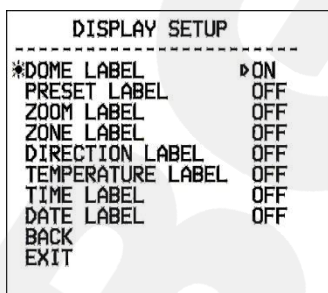 DISPLAY SETUP
☀DOME LABEL ▹ON
PRESET LABEL OFF
ZOOM LABEL OFF
ZONE LABEL OFF
DIRECTION LABEL OFF
TEMPERATURE LABEL OFF
TIME LABEL OFF
DATE LABEL OFF
BACK
EXIT